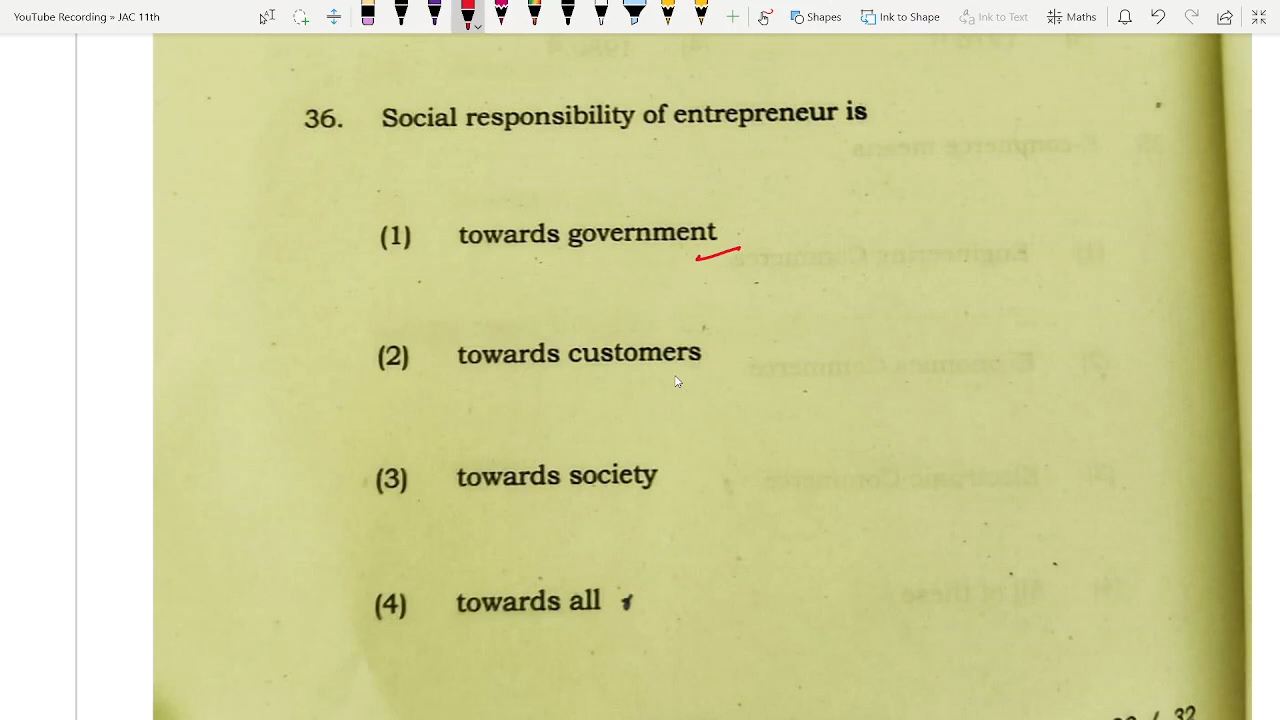 YouTube Recording » JAC 11th
Shapes
Ink to Shape
Ink to Text
Maths
36. Social responsibility of entrepreneur is
(1) towards government
(2) towards customers
(3) towards society
(4) towards all
/ 32